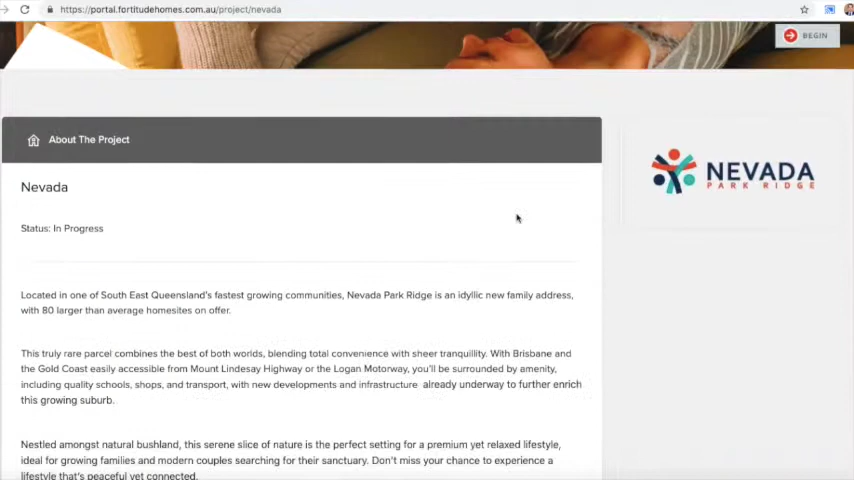 https://portal.fortitudehomes.com.au/project/nevada
BEGIN
About The Project
NEVADA
PARK RIDGE
Nevada
Status: In Progress
Located in one of South East Queensland's fastest growing communities, Nevada Park Ridge is an idyllic new family address,
with 80 larger than average homesites on offer.
This truly rare parcel combines the best of both worlds, blending total convenience with sheer tranquillity. With Brisbane and
the Gold Coast easily accessible from Mount Lindesay Highway or the Logan Motorway, you'll be surrounded by amenity,
including quality schools, shops, and transport, with new developments and infrastructure already underway to further enrich
this growing suburb.
Nestled amongst natural bushland, this serene slice of nature is the perfect setting for a premium yet relaxed lifestyle,
ideal for growing families and modern couples searching for their sanctuary. Don't miss your chance to experience a
lifestyle that's peaceful yet connected.